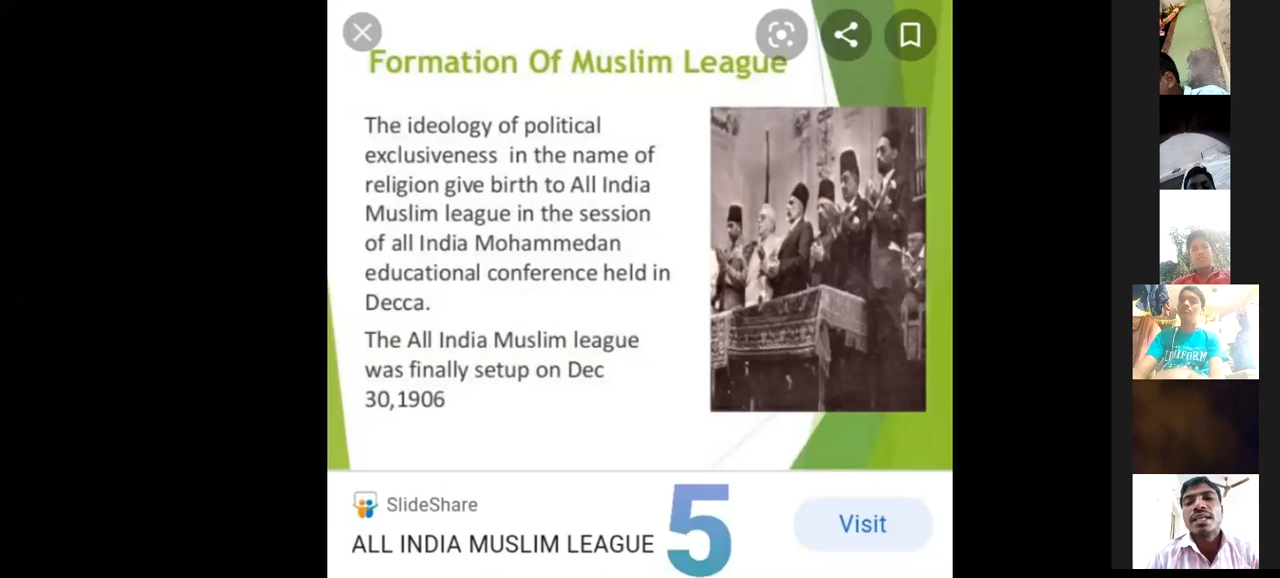 Formation Of Muslim League
The ideology of political
exclusiveness in the name of
religion give birth to All India
Muslim league in the session
of all India Mohammedan
educational conference held in
Decca.
The All India Muslim league
was finally setup on Dec
30,1906
SlideShare
ALL INDIA MUSLIM LEAGUE
5
Visit
UNIFORM